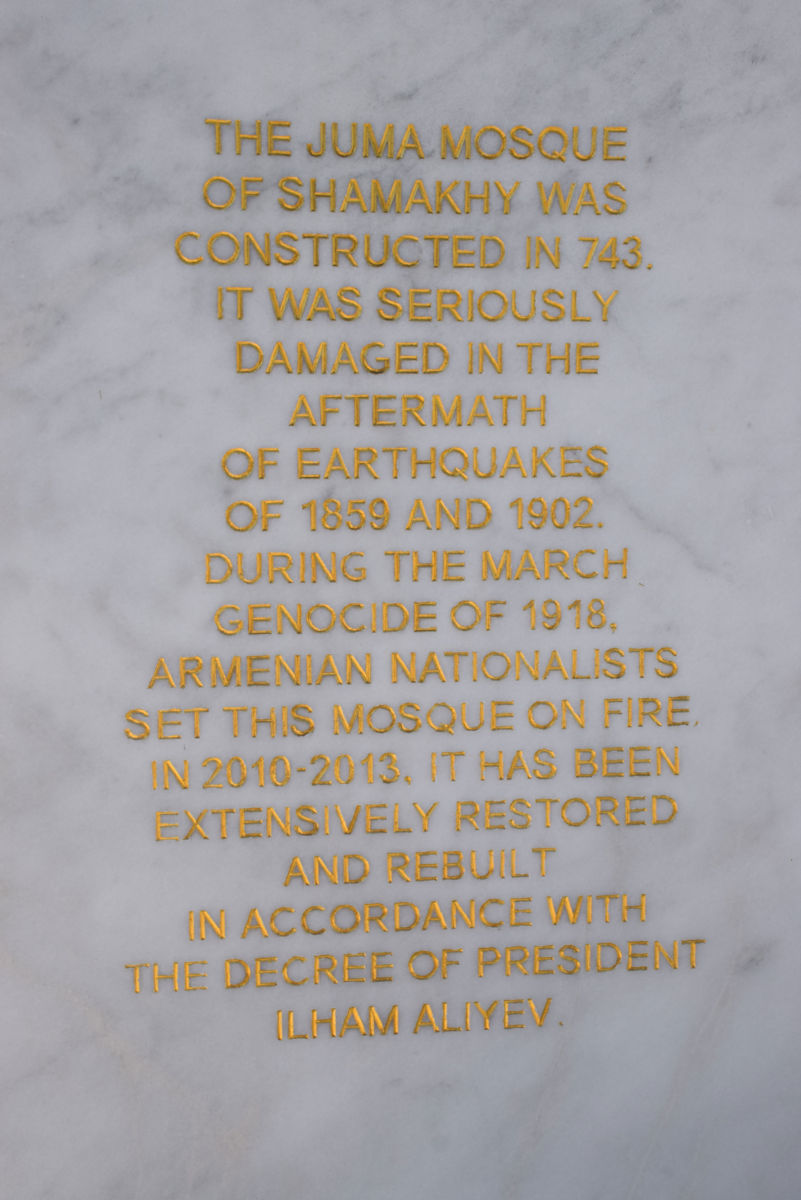 THE JUMA MOSQUE
OF SHAMAKHY WAS
CONSTRUCTED IN 743.
IT WAS SERIOUSLY
DAMAGED IN THE
AFTERMATH
OF EARTHQUAKES
OF 1859 AND 1902.
DURING THE MARCH
GENOCIDE OF 1918,
ARMENIAN NATIONALISTS
SET THIS MOSQUE ON FIRE.
IN 2010-2013, IT HAS BEEN
EXTENSIVELY RESTORED
AND REBUILT
IN ACCORDANCE WITH
THE DECREE OF PRESIDENT
ILHAM ALIYEV.